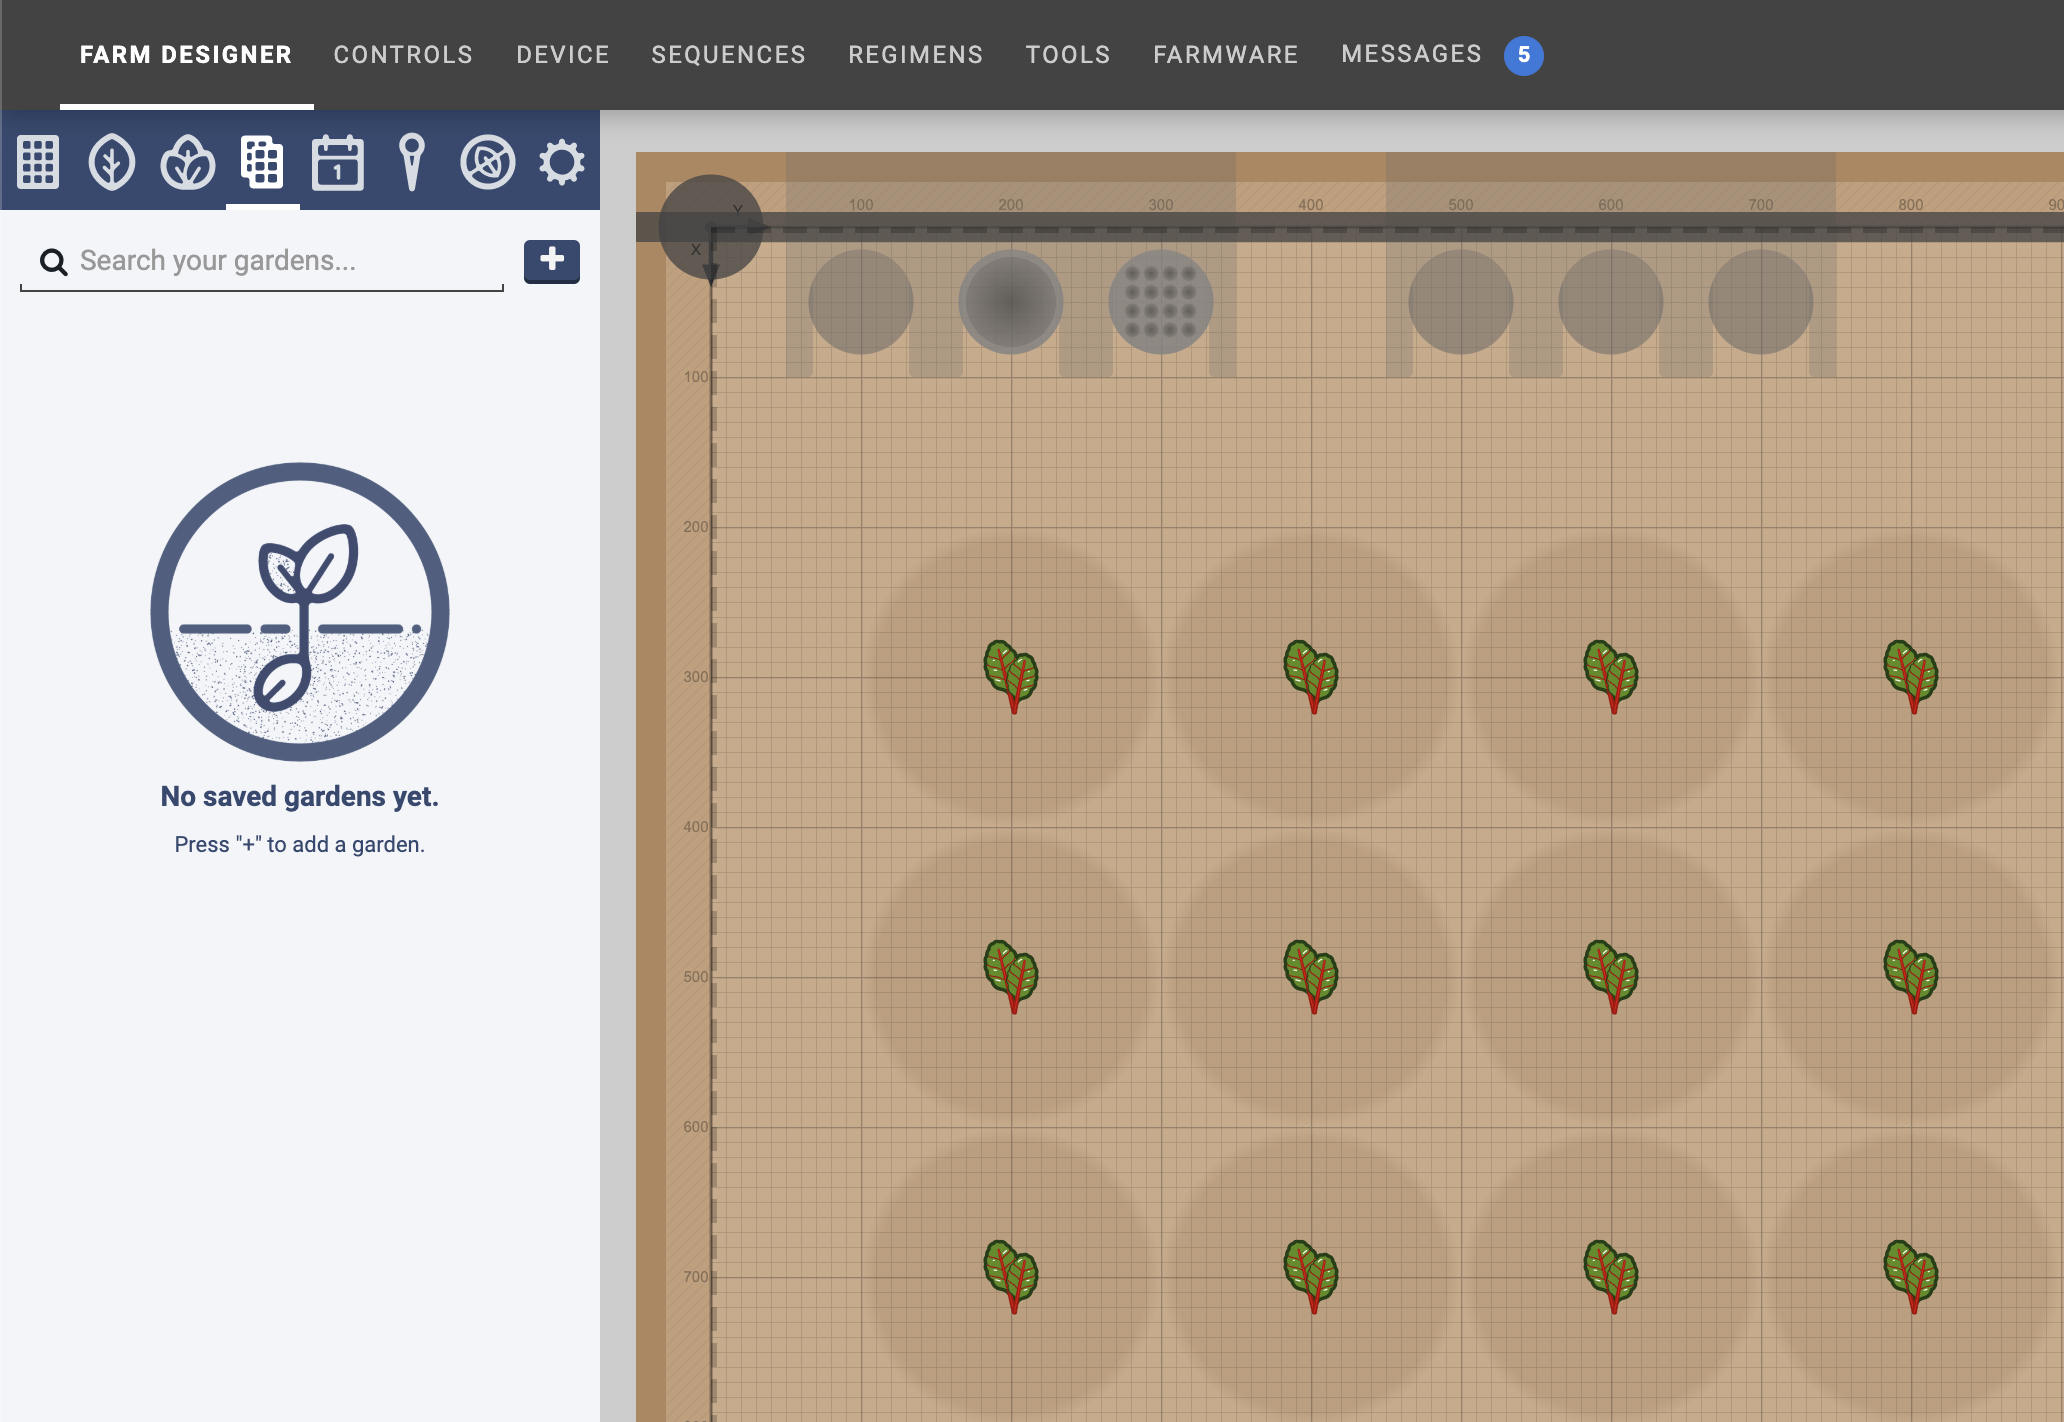 FARM DESIGNER CONTROLS DEVICE SEQUENCES REGIMENS TOOLS FARMWARE MESSAGES 5
1
Search your gardens...
No saved gardens yet.
Press "+" to add a garden.
Y
X
100 200 300 400 500 600 700 800
100
200
300
400
500
600
700